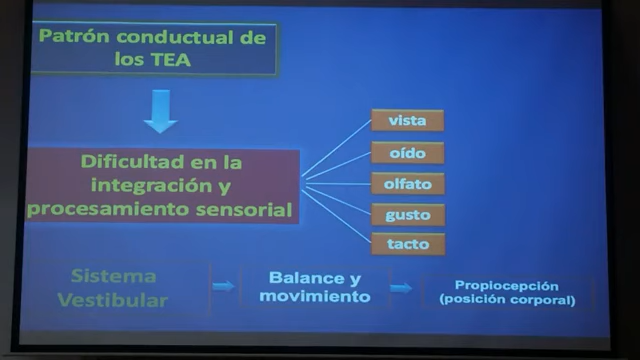 Patrón conductual de
los TEA
Dificultad en la
integración y
procesamiento sensorial
vista
oído
olfato
gusto
tacto
Sistema
Vestibular
Balance y
movimiento
Propiocepción
(posición corporal)